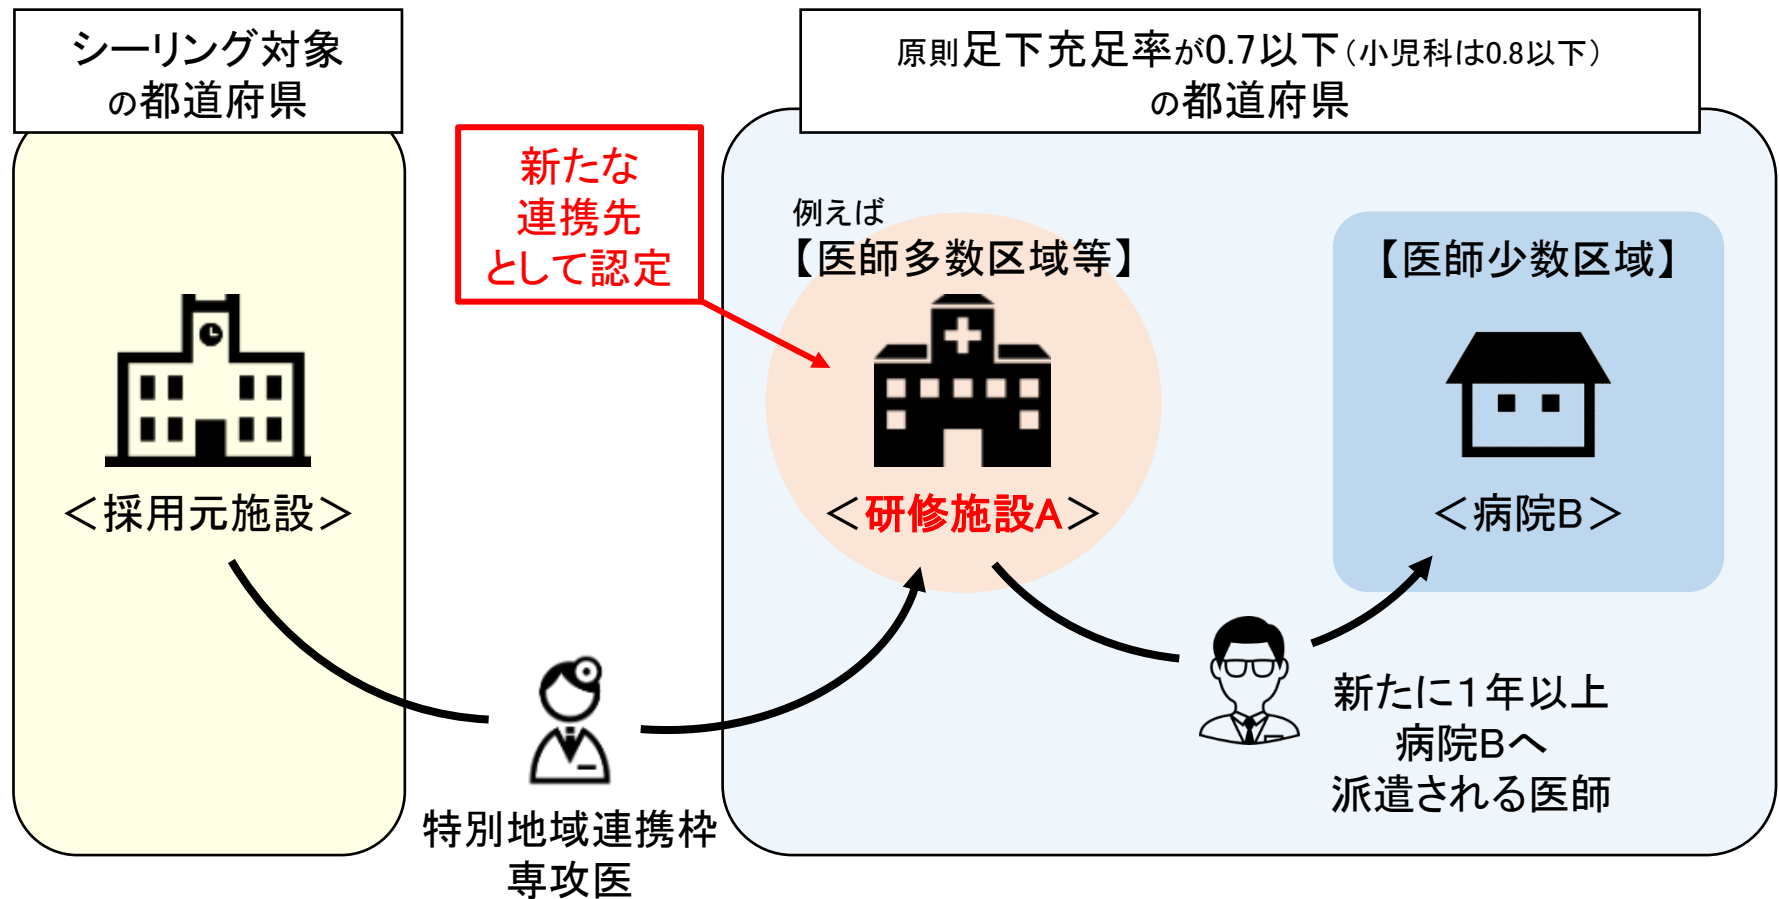 シーリング対象
の都道府県
原則足下充足率が0.7以下（小児科は0.8以下）
の都道府県
新たな
連携先
として認定
例えば
【医師多数区域等】
【医師少数区域】
＜採用元施設＞
＜研修施設A＞
＜病院B＞
特別地域連携枠
専攻医
新たに１年以上
病院Bへ
派遣される医師